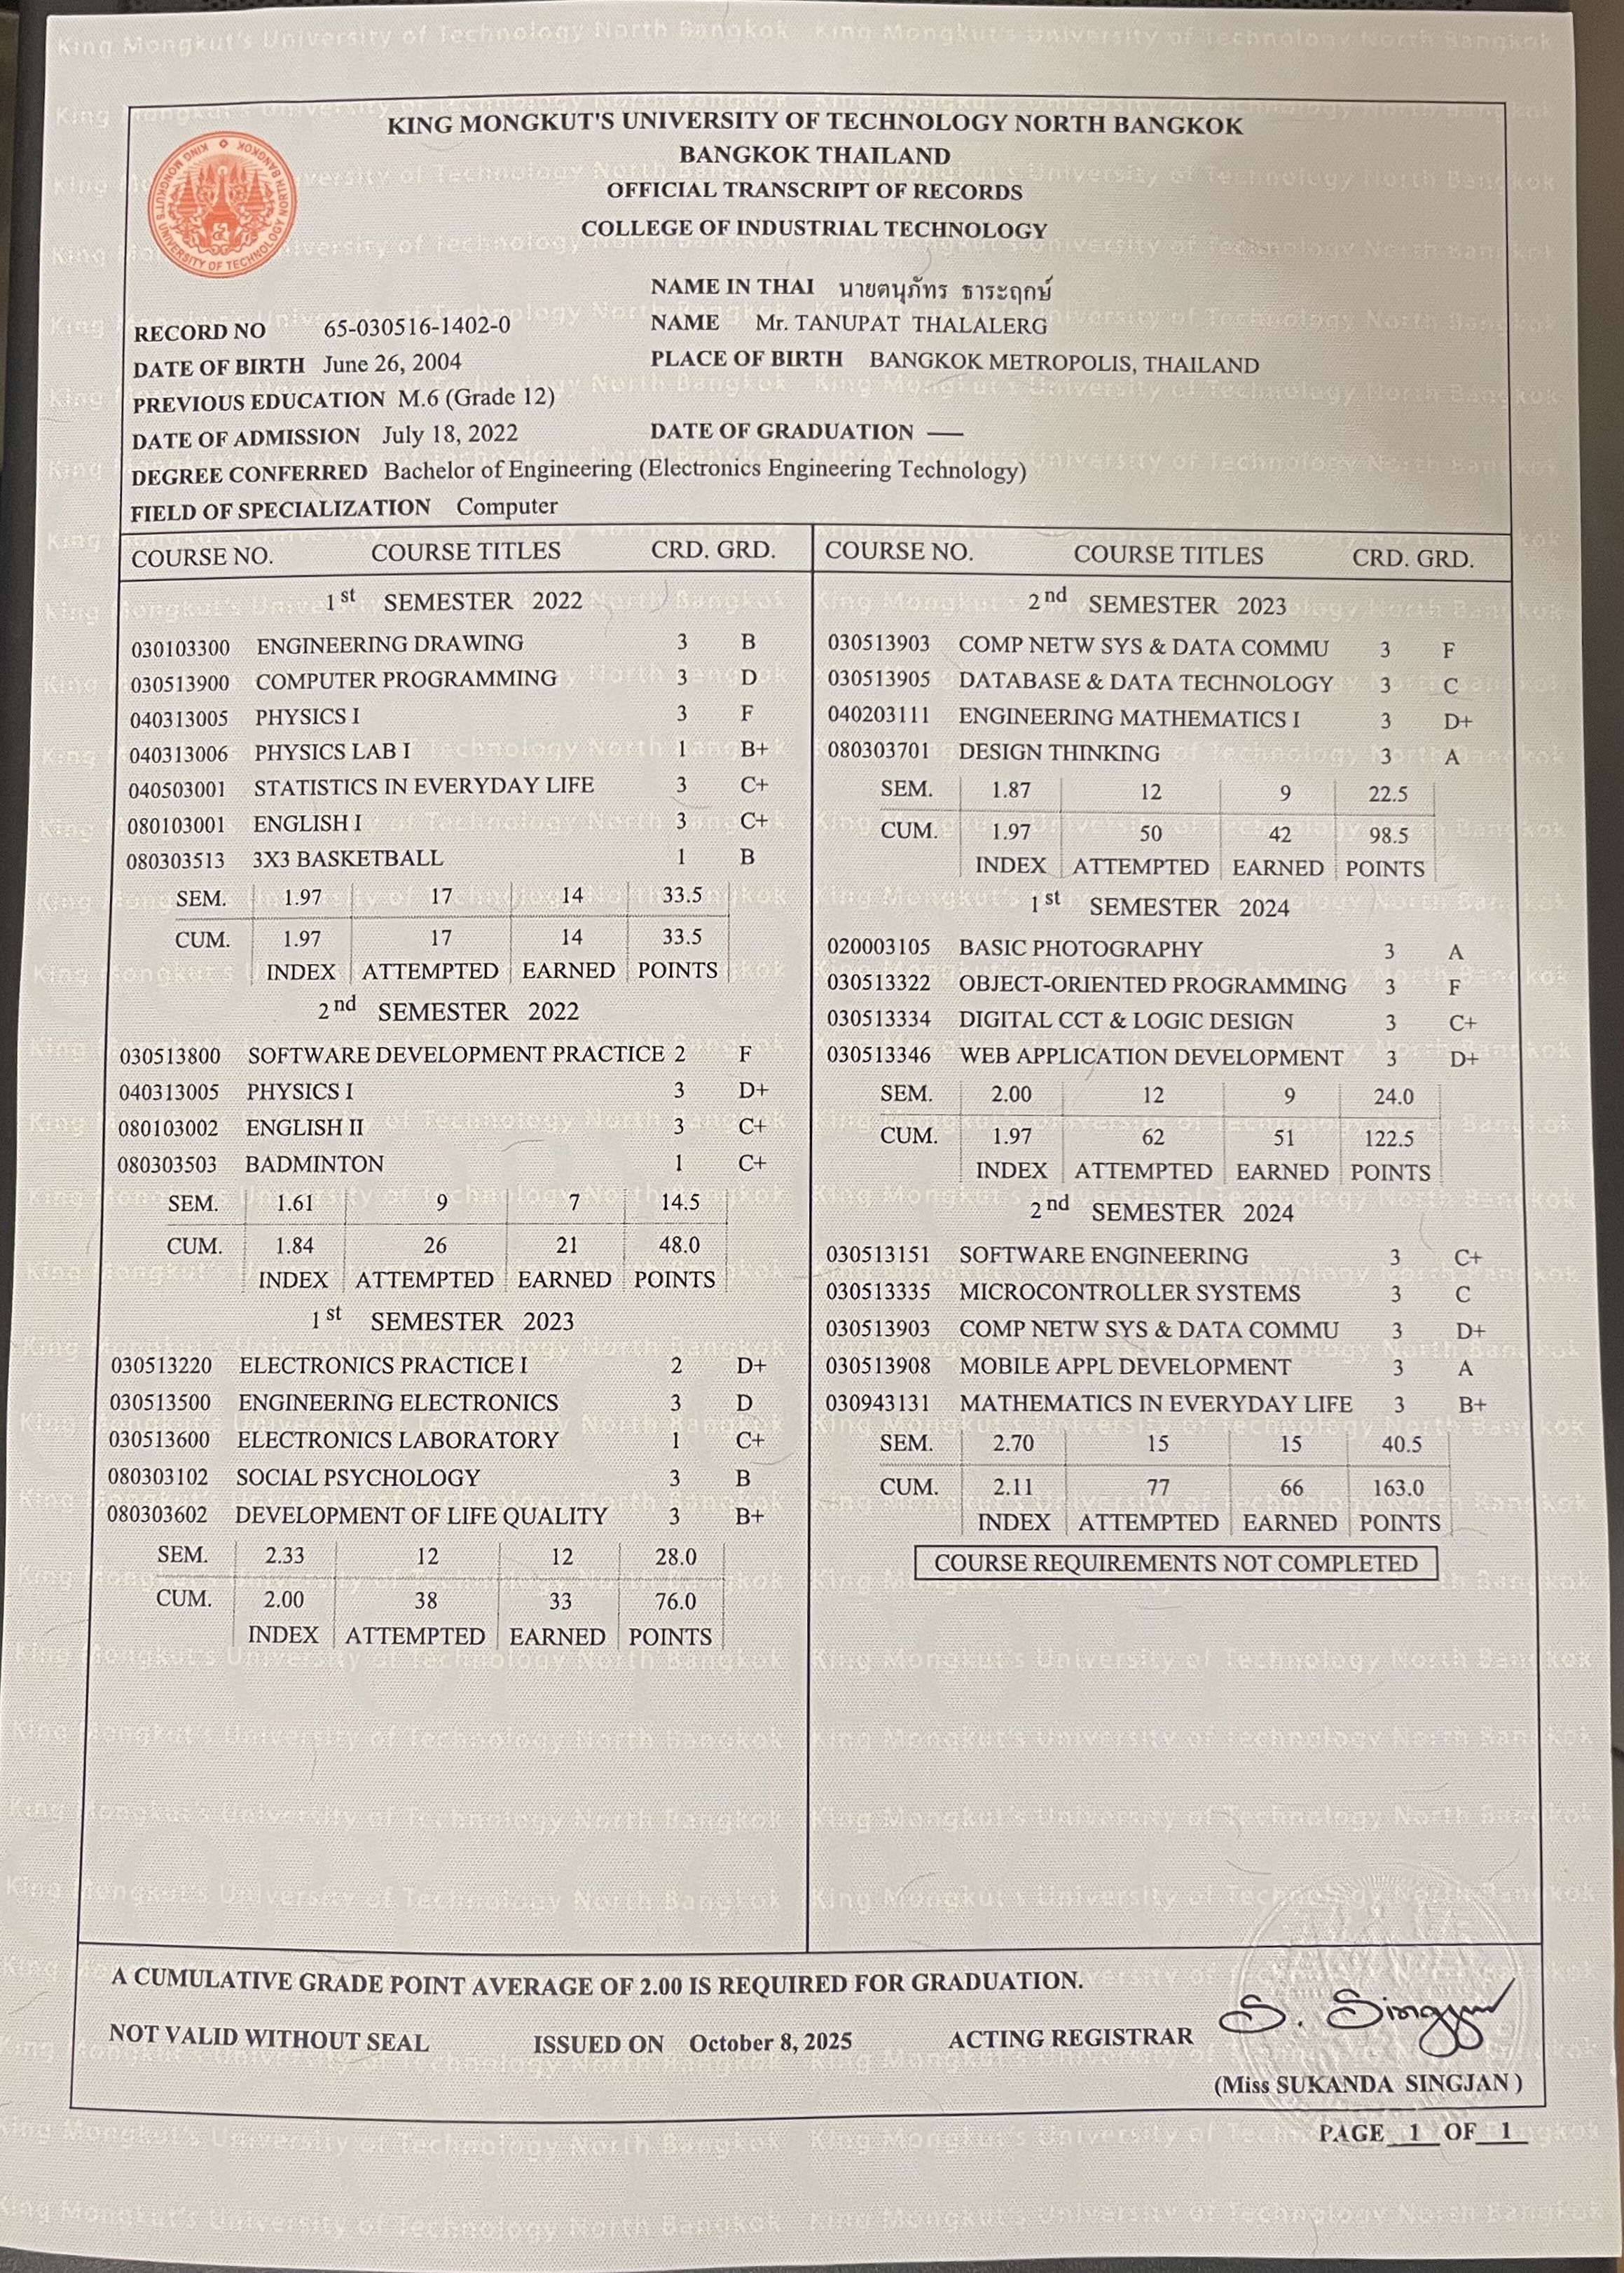 KING MONGKUT'S UNIVERSITY OF TECHNOLOGY NORTH BANGKOK
BANGKOK THAILAND
OFFICIAL TRANSCRIPT OF RECORDS
COLLEGE OF INDUSTRIAL TECHNOLOGY
NAME IN THAI นายตนุภัทร ธาระฤกษ์
RECORD NO 65-030516-1402-0 NAME Mr. TANUPAT THALALERG
DATE OF BIRTH June 26, 2004 PLACE OF BIRTH BANGKOK METROPOLIS, THAILAND
PREVIOUS EDUCATION M.6 (Grade 12)
DATE OF ADMISSION July 18, 2022 DATE OF GRADUATION —
DEGREE CONFERRED Bachelor of Engineering (Electronics Engineering Technology)
FIELD OF SPECIALIZATION Computer
COURSE NO. COURSE TITLES CRD. GRD.
1st SEMESTER 2022
030103300 ENGINEERING DRAWING 3 B
030513900 COMPUTER PROGRAMMING 3 D
040313005 PHYSICS I 3 F
040313006 PHYSICS LAB I 1 B+
040503001 STATISTICS IN EVERYDAY LIFE 3 C+
080103001 ENGLISH I 3 C+
080303513 3X3 BASKETBALL 1 B
SEM. 1.97 17 14 33.5
CUM. 1.97 17 14 33.5
INDEX ATTEMPTED EARNED POINTS
2nd SEMESTER 2022
030513800 SOFTWARE DEVELOPMENT PRACTICE 2 F
040313005 PHYSICS I 3 D+
080103002 ENGLISH II 3 C+
080303503 BADMINTON 1 C+
SEM. 1.61 9 7 14.5
CUM. 1.84 26 21 48.0
INDEX ATTEMPTED EARNED POINTS
1st SEMESTER 2023
030513220 ELECTRONICS PRACTICE I 2 D+
030513500 ENGINEERING ELECTRONICS 3 D
030513600 ELECTRONICS LABORATORY 1 C+
080303102 SOCIAL PSYCHOLOGY 3 B
080303602 DEVELOPMENT OF LIFE QUALITY 3 B+
SEM. 2.33 12 12 28.0
CUM. 2.00 38 33 76.0
INDEX ATTEMPTED EARNED POINTS
COURSE NO. COURSE TITLES CRD. GRD.
2nd SEMESTER 2023
030513903 COMP NETW SYS & DATA COMMU 3 F
030513905 DATABASE & DATA TECHNOLOGY 3 C
040203111 ENGINEERING MATHEMATICS I 3 D+
080303701 DESIGN THINKING 3 A
SEM. 1.87 12 9 22.5
CUM. 1.97 50 42 98.5
INDEX ATTEMPTED EARNED POINTS
1st SEMESTER 2024
020003105 BASIC PHOTOGRAPHY 3 A
030513322 OBJECT-ORIENTED PROGRAMMING 3 F
030513334 DIGITAL CCT & LOGIC DESIGN 3 C+
030513346 WEB APPLICATION DEVELOPMENT 3 D+
SEM. 2.00 12 9 24.0
CUM. 1.97 62 51 122.5
INDEX ATTEMPTED EARNED POINTS
2nd SEMESTER 2024
030513151 SOFTWARE ENGINEERING 3 C+
030513335 MICROCONTROLLER SYSTEMS 3 C
030513903 COMP NETW SYS & DATA COMMU 3 D+
030513908 MOBILE APPL DEVELOPMENT 3 A
030943131 MATHEMATICS IN EVERYDAY LIFE 3 B+
SEM. 2.70 15 15 40.5
CUM. 2.11 77 66 163.0
INDEX ATTEMPTED EARNED POINTS
COURSE REQUIREMENTS NOT COMPLETED
A CUMULATIVE GRADE POINT AVERAGE OF 2.00 IS REQUIRED FOR GRADUATION.
NOT VALID WITHOUT SEAL ISSUED ON October 8, 2025 ACTING REGISTRAR S. Singjan
(Miss SUKANDA SINGJAN )
PAGE 1 OF 1